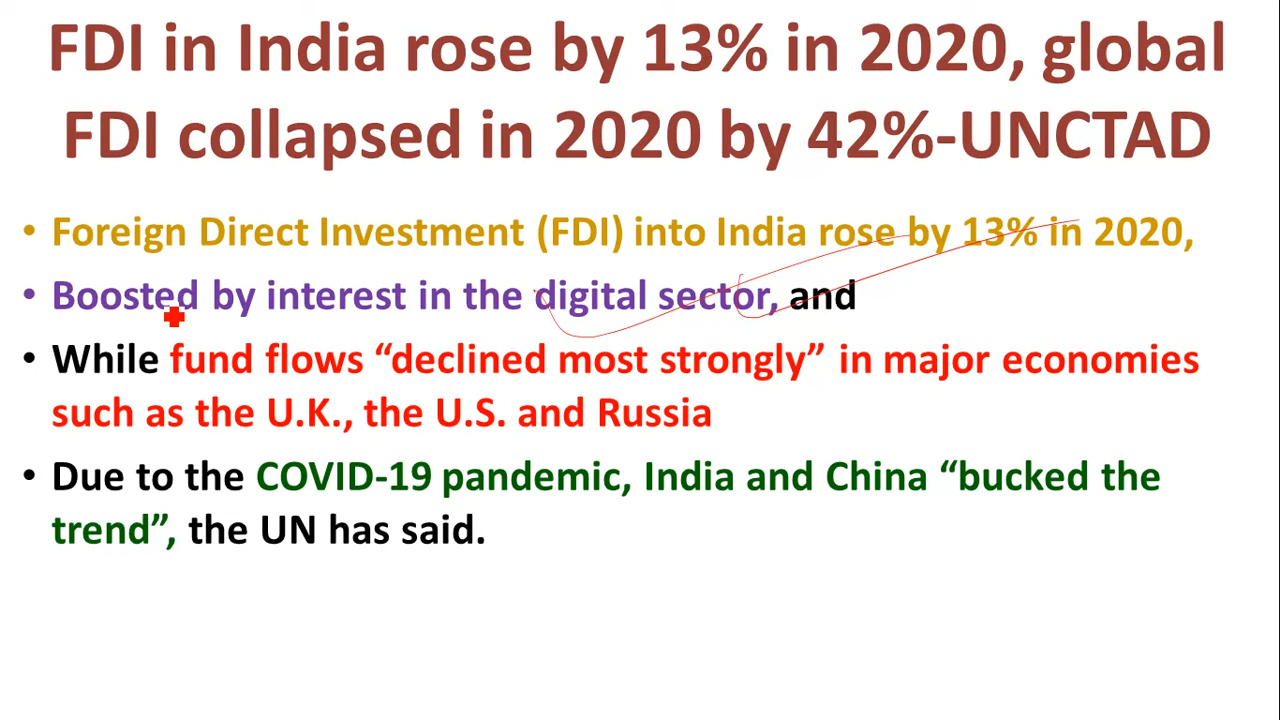 FDI in India rose by 13% in 2020, global
FDI collapsed in 2020 by 42%-UNCTAD
• Foreign Direct Investment (FDI) into India rose by 13% in 2020,
• Boosted by interest in the digital sector, and
• While fund flows “declined most strongly” in major economies
such as the U.K., the U.S. and Russia
• Due to the COVID-19 pandemic, India and China “bucked the
trend”, the UN has said.